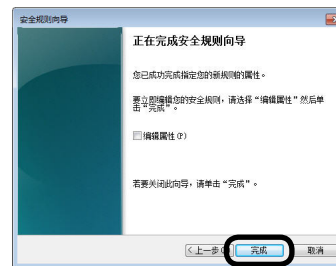 安全规则向导
正在完成安全规则向导
您已成功完成指定您的新规则的属性。
要立即编辑您的安全规则，请选择“编辑属性”然后单
击“完成”。
编辑属性(P)
若要关闭此向导，请单击“完成”。
<上一步(
完成
取消